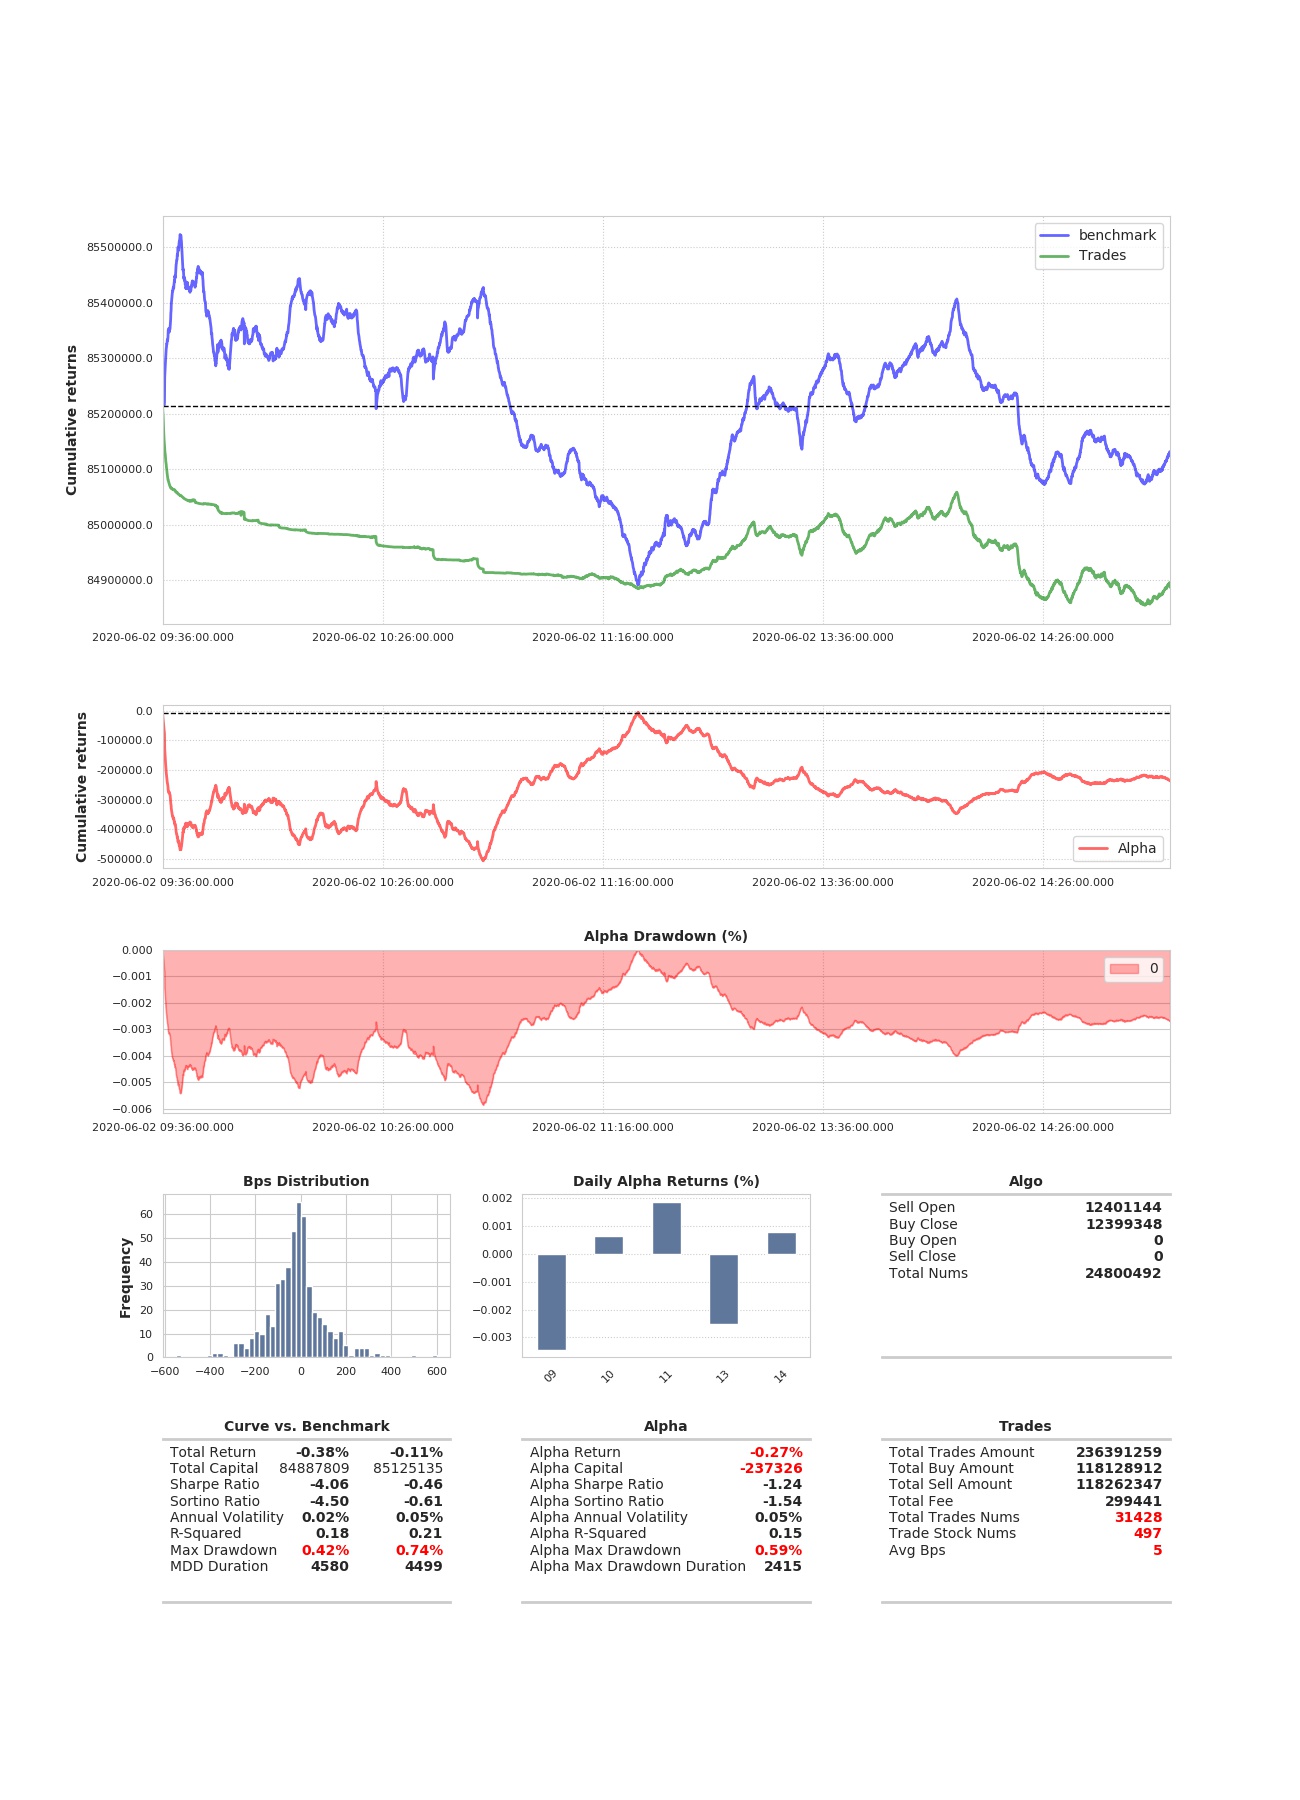 85500000.0
85400000.0
85300000.0
85200000.0
85100000.0
85000000.0
84900000.0
Cumulative returns
benchmark
Trades
2020-06-02 09:36:00.000 2020-06-02 10:26:00.000 2020-06-02 11:16:00.000 2020-06-02 13:36:00.000 2020-06-02 14:26:00.000
0.0
-100000.0
-200000.0
-300000.0
-400000.0
-500000.0
Cumulative returns
Alpha
2020-06-02 09:36:00.000 2020-06-02 10:26:00.000 2020-06-02 11:16:00.000 2020-06-02 13:36:00.000 2020-06-02 14:26:00.000
Alpha Drawdown (%)
0.000
−0.001
−0.002
−0.003
−0.004
−0.005
−0.006
0
2020-06-02 09:36:00.000 2020-06-02 10:26:00.000 2020-06-02 11:16:00.000 2020-06-02 13:36:00.000 2020-06-02 14:26:00.000
Bps Distribution
Frequency
60
50
40
30
20
10
0
−600 −400 −200 0 200 400 600
Daily Alpha Returns (%)
0.002
0.001
0.000
−0.001
−0.002
−0.003
09 10 11 13 14
Algo
Sell Open 12401144
Buy Close 12399348
Buy Open 0
Sell Close 0
Total Nums 24800492
Curve vs. Benchmark
Total Return -0.38% -0.11%
Total Capital 84887809 85125135
Sharpe Ratio -4.06 -0.46
Sortino Ratio -4.50 -0.61
Annual Volatility 0.02% 0.05%
R-Squared 0.18 0.21
Max Drawdown 0.42% 0.74%
MDD Duration 4580 4499
Alpha
Alpha Return -0.27%
Alpha Capital -237326
Alpha Sharpe Ratio -1.24
Alpha Sortino Ratio -1.54
Alpha Annual Volatility 0.05%
Alpha R-Squared 0.15
Alpha Max Drawdown 0.59%
Alpha Max Drawdown Duration 2415
Trades
Total Trades Amount 236391259
Total Buy Amount 118128912
Total Sell Amount 118262347
Total Fee 299441
Total Trades Nums 31428
Trade Stock Nums 497
Avg Bps 5